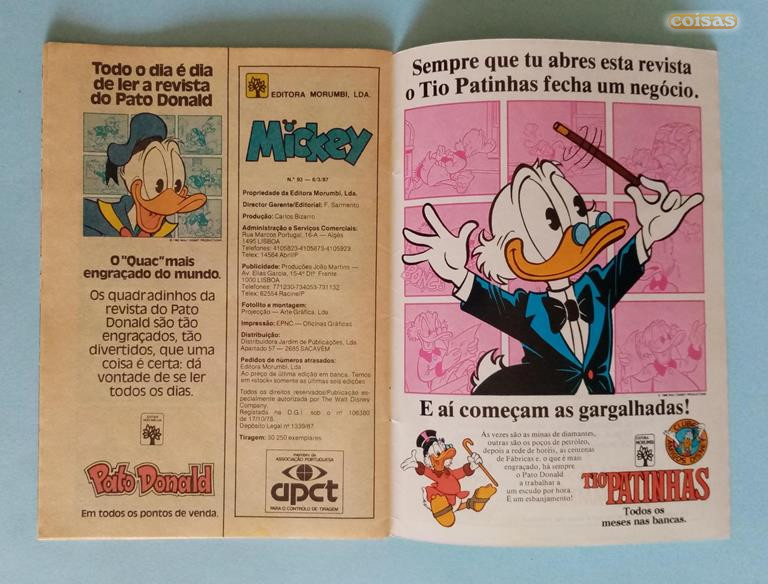 coisas
Todo o dia é dia
de ler a revista
do Pato Donald
O "Quac" mais
engraçado do mundo.
Os quadradinhos da
revista do Pato
Donald são tão
engraçados, tão
divertidos, que uma
coisa é certa: dá
vontade de se ler
todos os dias.
Pato Donald
Em todos os pontos de venda.
EDITORA MORUMBI, LDA.
Mickey
N.º 93 — 6/3/87
Propriedade da Editora Morumbi, Lda.
Director Gerente/Editorial: F. Sarmento
Produção: Carlos Bizarro
Administração e Serviços Comerciais:
Rua Marcos Portugal, 16-A — Algés
1495 LISBOA
Telefones: 4105823-4105873-4105923
Telex: 14564 Abril/P
Publicidade: Produções João Martins —
Av. Elias Garcia, 15-4º Dtº. Frente
1000 LISBOA
Telefones: 771230-734053-731132
Telex: 62554 Racine/P
Fotolito e montagem:
Projecção — Arte Gráfica, Lda.
Impressão: EPNC — Oficinas Gráficas
Distribuição:
Distribuidora Jardim de Publicações, Lda.
Apartado 57 — 2685 SACAVÉM
Pedidos de números atrasados:
Editora Morumbi, Lda
Ao preço da última edição em banca. Temos
em «stock» somente as últimas seis edições
Todos os direitos reservados/Publicação es-
pecialmente autorizada por The Walt Disney
Company.
Registada na D.G.I. sob o nº 106380
de 17/10/78.
Depósito Legal nº 1339/87
Tiragem: 30 250 exemplares
membro da
ASSOCIAÇÃO PORTUGUESA
apct
PARA O CONTROLO DE TIRAGEM
Sempre que tu abres esta revista
o Tio Patinhas fecha um negócio.
E aí começam as gargalhadas!
Às vezes são as minas de diamantes,
outras são os poços de petróleo,
depois a rede de hotéis, as centenas
de Fábricas e, o que é mais
engraçado, há sempre
o Pato Donald
a trabalhar a
um escudo por hora.
É um esbanjamento!
EDITORA
MORUMBI
TIO PATINHAS
Todos os
meses nas bancas.